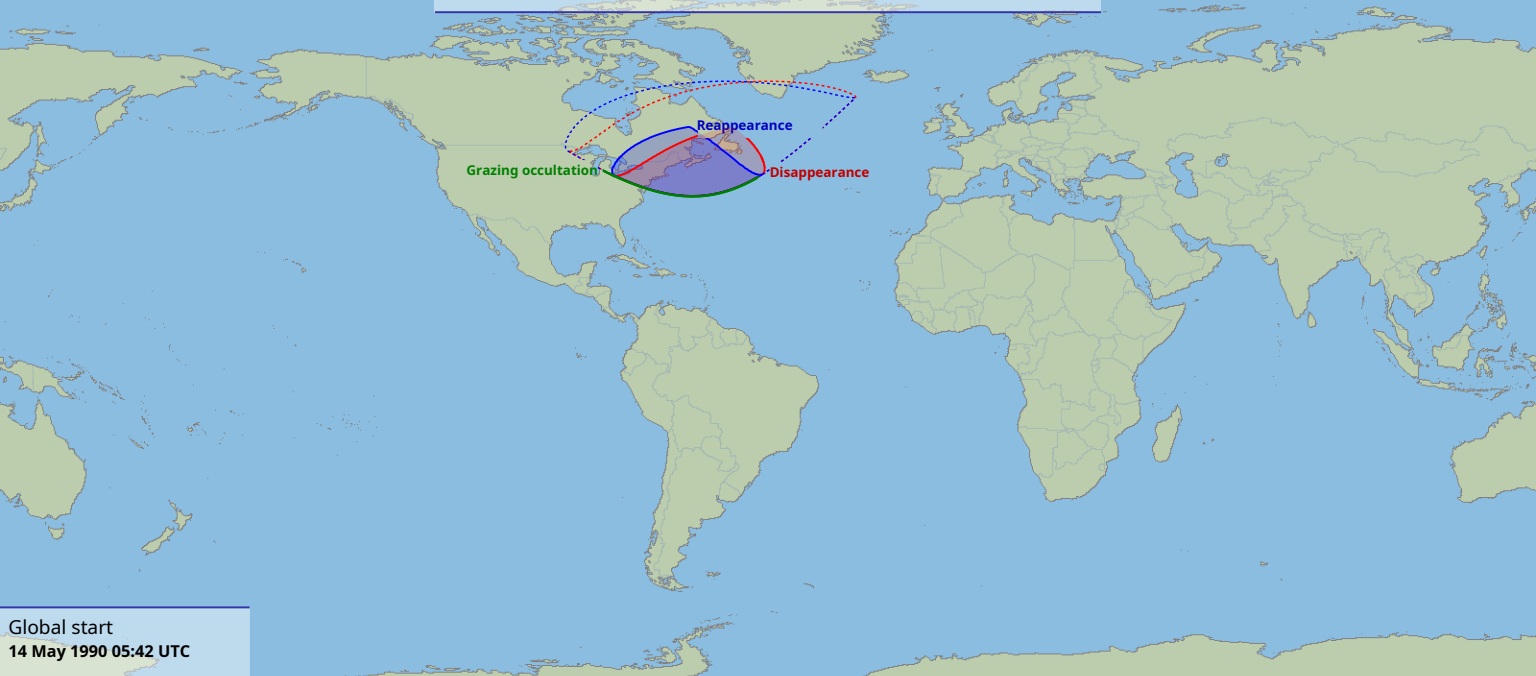 Reappearance
Grazing occultation
Disappearance
Global start
14 May 1990 05:42 UTC